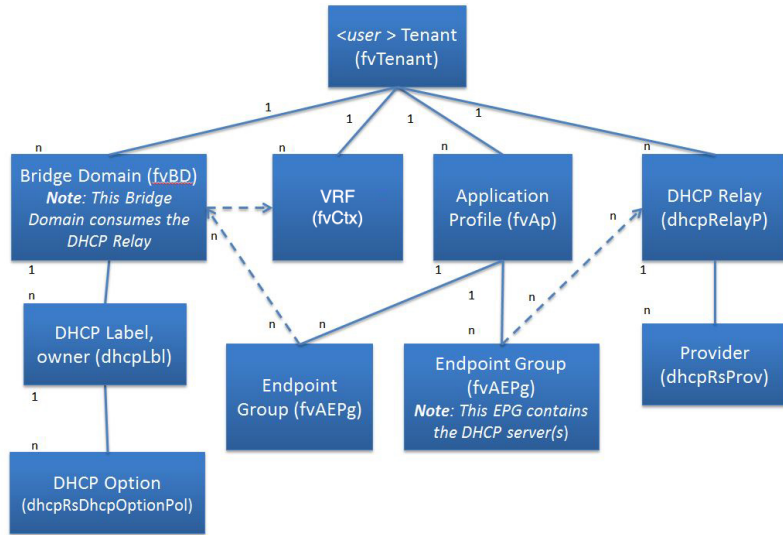 <user > Tenant
(fvTenant)
1
1
1
1
n
n
n
n
Bridge Domain (fvBD)
Note: This Bridge
Domain consumes the
DHCP Relay
VRF
(fvCtx)
Application
Profile (fvAp)
DHCP Relay
(dhcpRelayP)
n
n
1
1
1
1
n
n
n
n
n
n
DHCP Label,
owner (dhcpLbl)
Endpoint
Group (fvAEPg)
Endpoint Group
(fvAEPg)
Note: This EPG contains
the DHCP server(s)
Provider
(dhcpRsProv)
1
n
DHCP Option
(dhcpRsDhcpOptionPol)